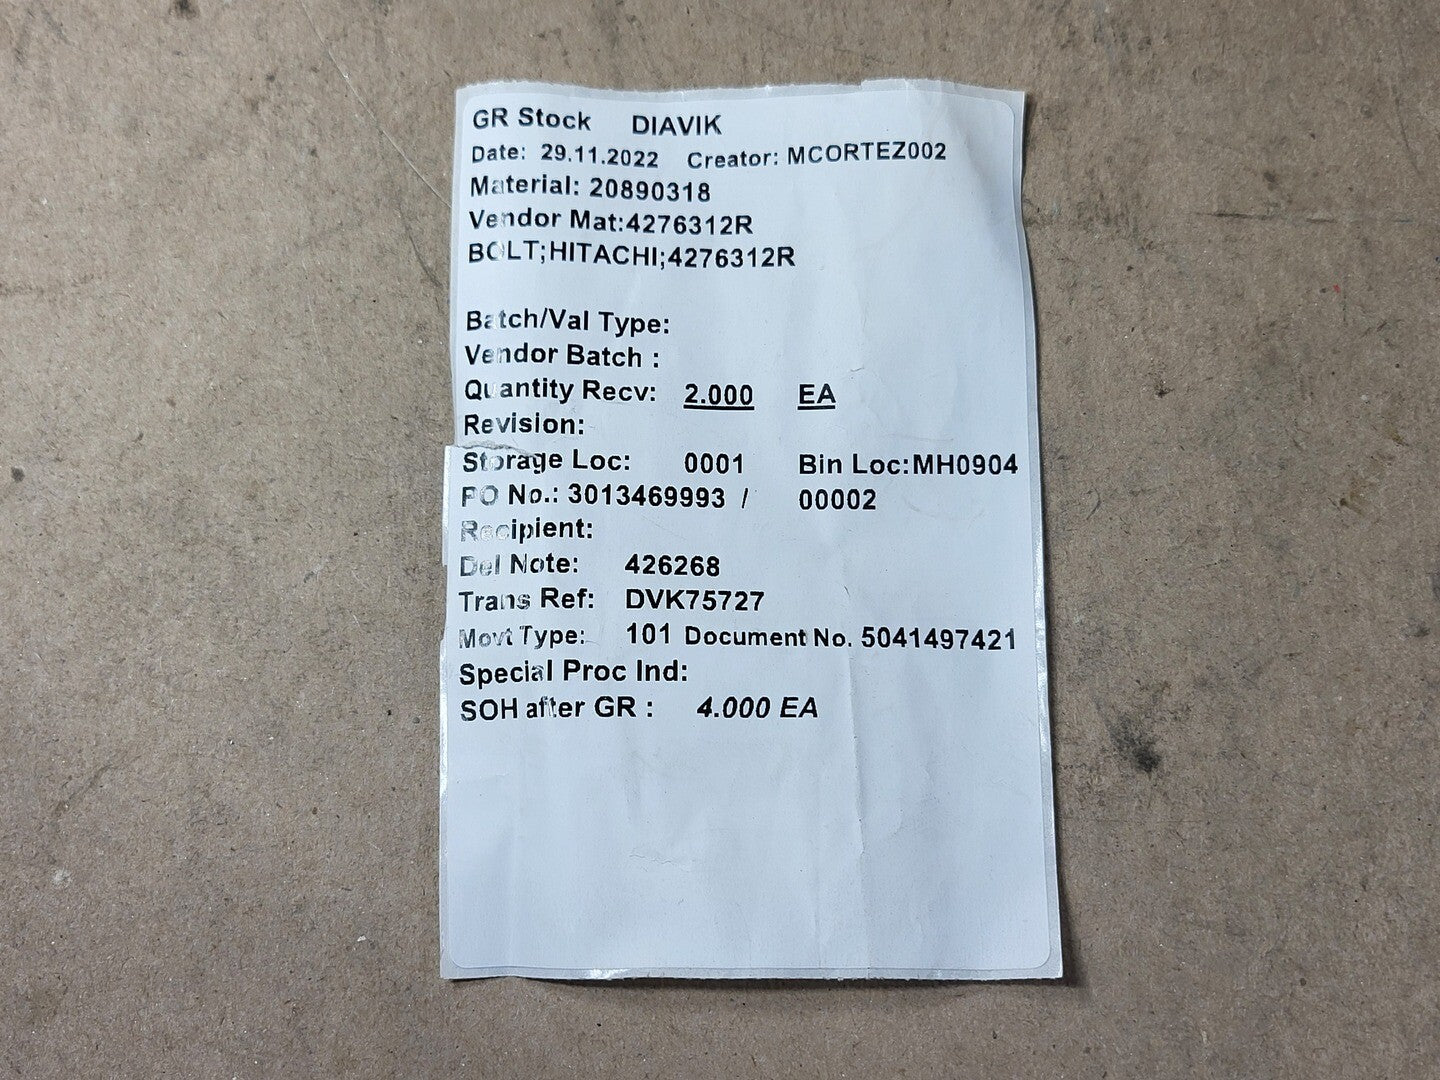 GR Stock DIAVIK
Date: 29.11.2022 Creator: MCORTEZ002
Material: 20890318
Vendor Mat:4276312R
BOLT;HITACHI;4276312R
Batch/Val Type:
Vendor Batch :
Quantity Recv: 2.000 EA
Revision:
Storage Loc: 0001 Bin Loc:MH0904
PO No.: 3013469993 / 00002
Recipient:
Del Note: 426268
Trans Ref: DVK75727
Movt Type: 101 Document No. 5041497421
Special Proc Ind:
SOH after GR : 4.000 EA